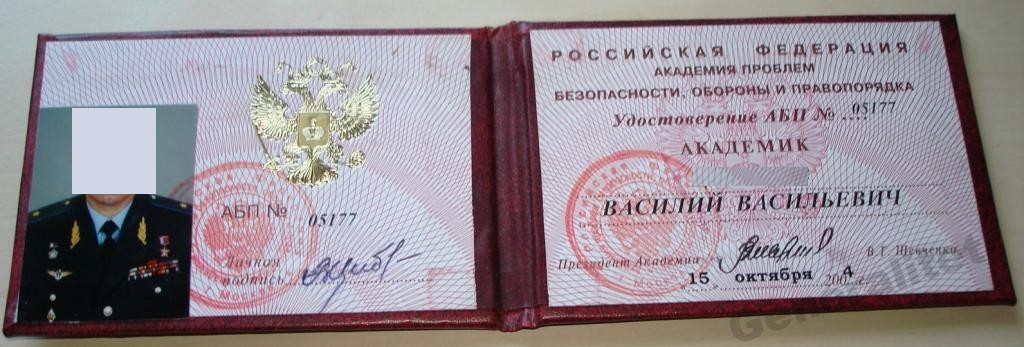 АБП № 05177
Личная
подпись
РОССИЙСКАЯ ФЕДЕРАЦИЯ
АКАДЕМИЯ ПРОБЛЕМ
БЕЗОПАСНОСТИ, ОБОРОНЫ И ПРАВОПОРЯДКА
Удостоверение АБП № 05177
АКАДЕМИК
ВАСИЛИЙ ВАСИЛЬЕВИЧ
Президент Академии В.Г. Шевченко
15 октября 2004